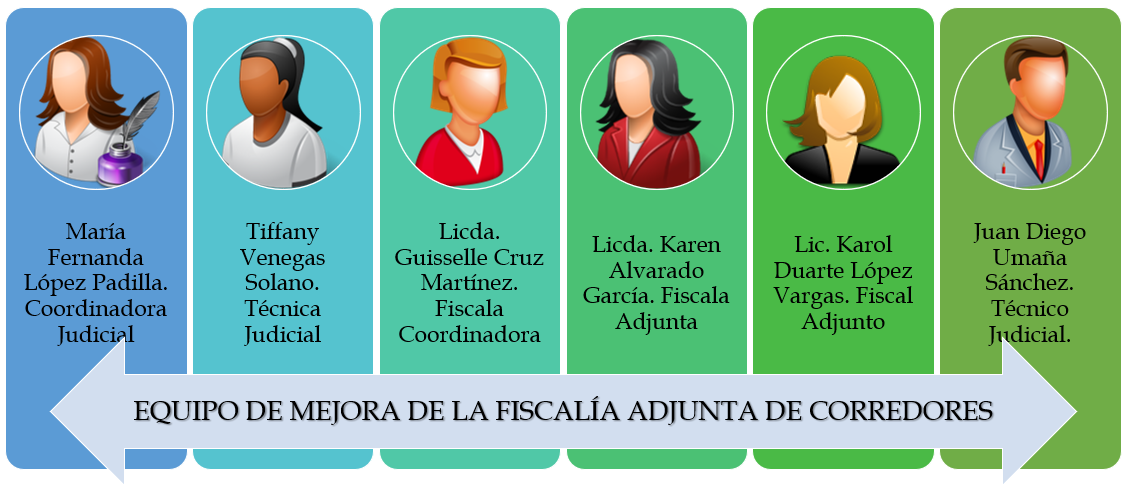 María
Fernanda
López Padilla.
Coordinadora
Judicial
Tiffany
Venegas
Solano.
Técnica
Judicial
Licda.
Guisselle Cruz
Martínez.
Fiscala
Coordinadora
Licda. Karen
Alvarado
García. Fiscala
Adjunta
Lic. Karol
Duarte López
Vargas. Fiscal
Adjunto
Juan Diego
Umaña
Sánchez.
Técnico
Judicial.
EQUIPO DE MEJORA DE LA FISCALÍA ADJUNTA DE CORREDORES